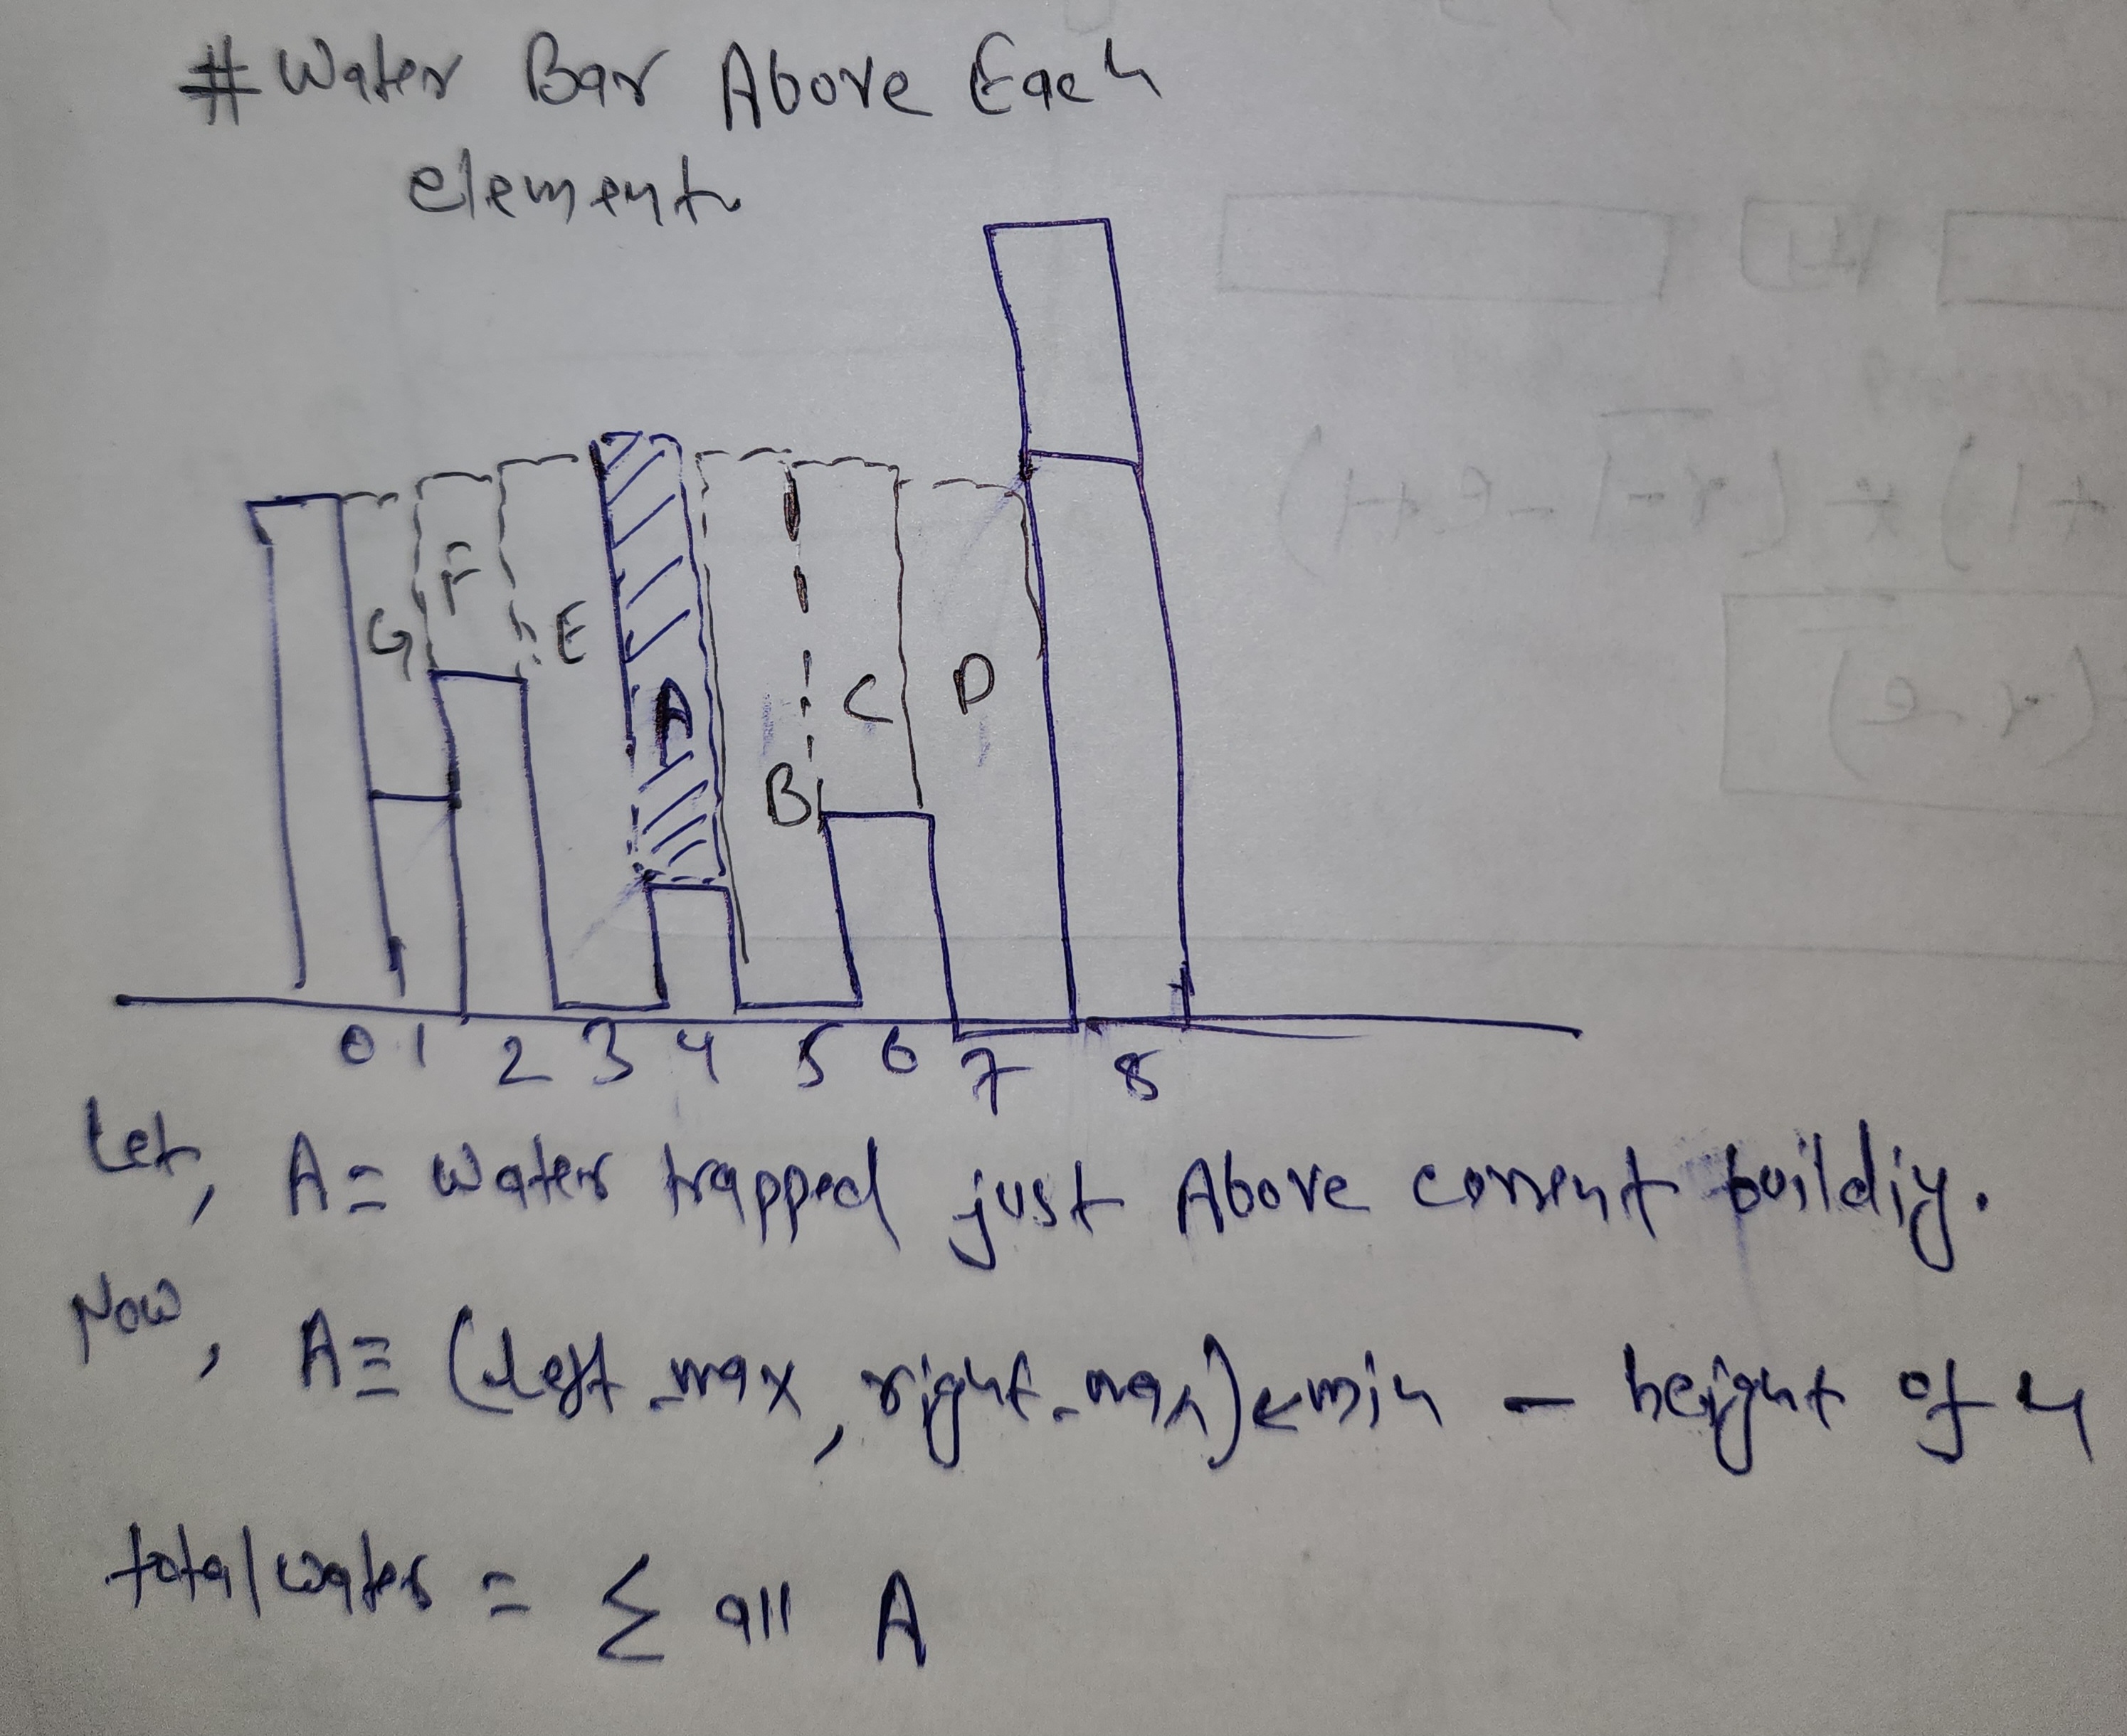 # Water Bar Above Each
element
F
G
E
A
C
D
B
0 1 2 3 4 5 6 7 8
Let, A = water trapped just Above current building.
Now, A = (left_max, right_max) ← min - height of 4
total water = Σ all A